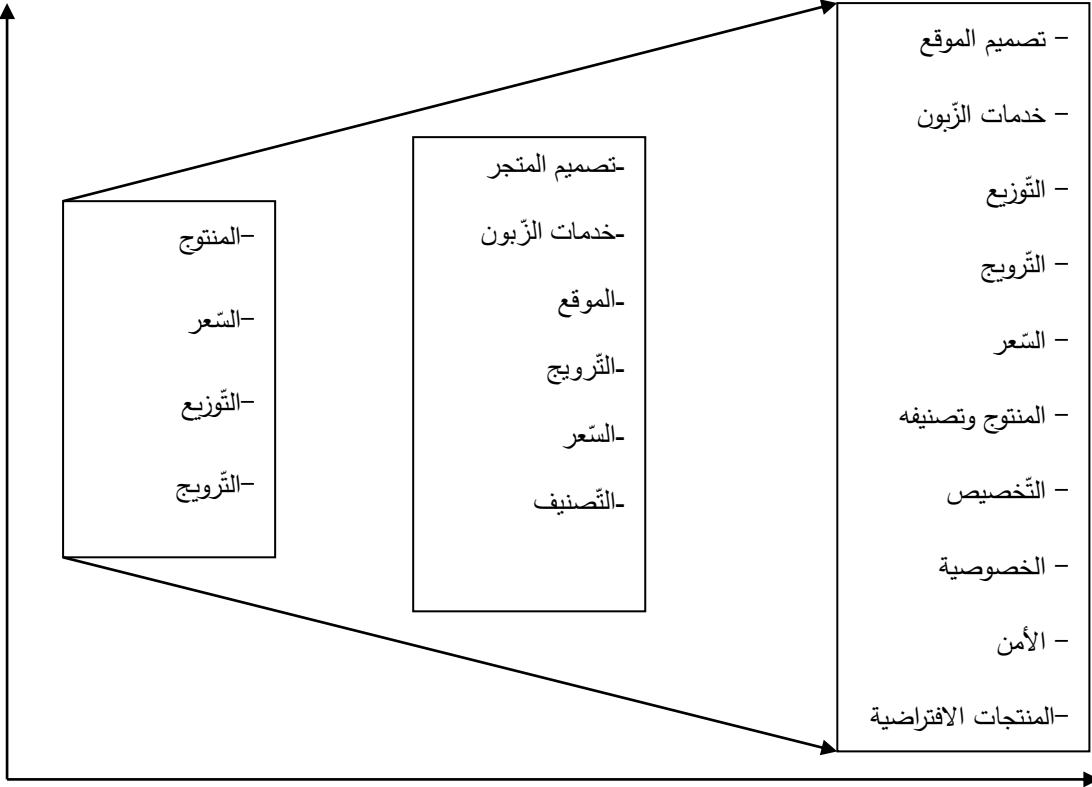 -المنتوج
-السّعر
-التّوزيع
-التّرويج
-تصميم المتجر
-خدمات الزّبون
-الموقع
-التّرويج
-السّعر
-التّصنيف
- تصميم الموقع
- خدمات الزّبون
- التّوزيع
- التّرويج
- السّعر
- المنتوج وتصنيفه
- التّخصيص
- الخصوصية
- الأمن
-المنتجات الافتراضية